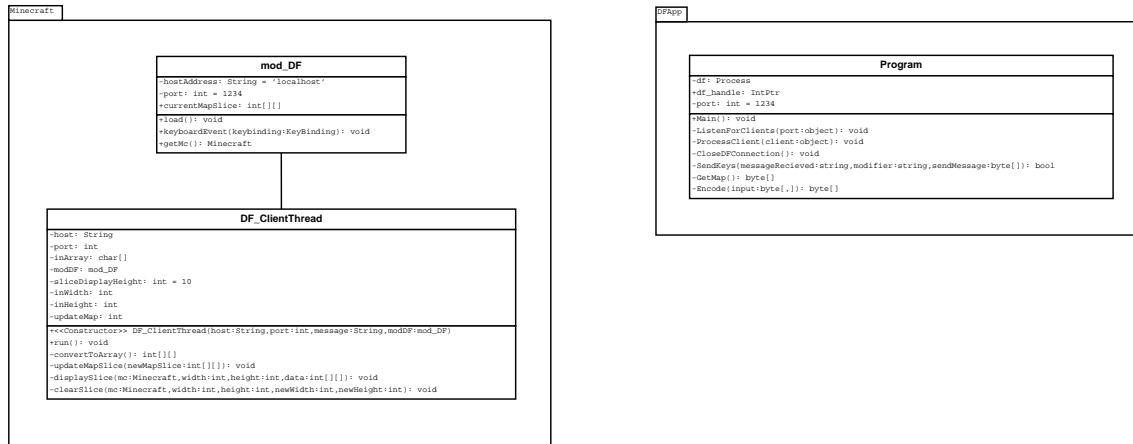 Minecraft
mod_DF
-hostAddress: String = 'localhost'
-port: int = 1234
+currentMapSlice: int[][]
+load(): void
+keyboardEvent(keybinding:KeyBinding): void
+getMc(): Minecraft
DF_ClientThread
-host: String
-port: int
-inArray: char[]
-modDF: mod_DF
-sliceDisplayHeight: int = 10
-inWidth: int
-inHeight: int
-updateMap: int
+<<Constructor>> DF_ClientThread(host:String,port:int,message:String,modDF:mod_DF)
+run(): void
-convertToArray(): int[][]
-updateMapSlice(newMapSlice:int[][]): void
-displaySlice(mc:Minecraft,width:int,height:int,data:int[][]): void
-clearSlice(mc:Minecraft,width:int,height:int,newWidth:int,newHeight:int): void
DFApp
Program
-df: Process
+df_handle: IntPtr
-port: int = 1234
+Main(): void
-ListenForClients(port:object): void
-ProcessClient(client:object): void
-CloseDFConnection(): void
-SendKeys(messageRecieved:string,modifier:string,sendMessage:byte[]): bool
-GetMap(): byte[]
-Encode(input:byte[,]): byte[]